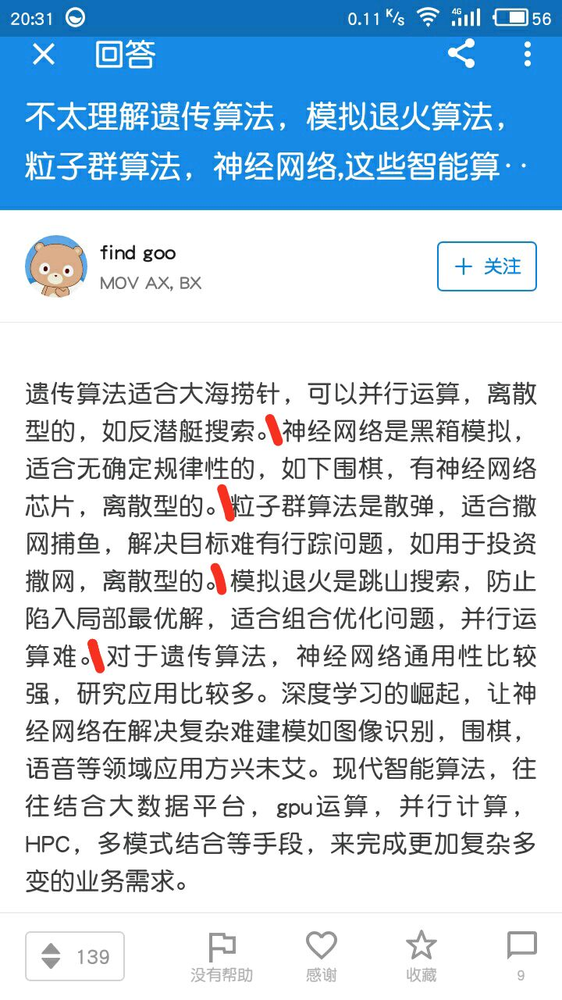 20:31 0.11 K/s 4G 56
回答
不太理解遗传算法，模拟退火算法，
粒子群算法，神经网络,这些智能算··
find goo
MOV AX, BX
+ 关注
遗传算法适合大海捞针，可以并行运算，离散
型的，如反潜艇搜索。神经网络是黑箱模拟，
适合无确定规律性的，如下围棋，有神经网络
芯片，离散型的。粒子群算法是散弹，适合撒
网捕鱼，解决目标难有行踪问题，如用于投资
撒网，离散型的。模拟退火是跳山搜索，防止
陷入局部最优解，适合组合优化问题，并行运
算难。对于遗传算法，神经网络通用性比较
强，研究应用比较多。深度学习的崛起，让神
经网络在解决复杂难建模如图像识别，围棋，
语音等领域应用方兴未艾。现代智能算法，往
往结合大数据平台，gpu运算，并行计算，
HPC，多模式结合等手段，来完成更加复杂多
变的业务需求。
139
没有帮助
感谢
收藏
9